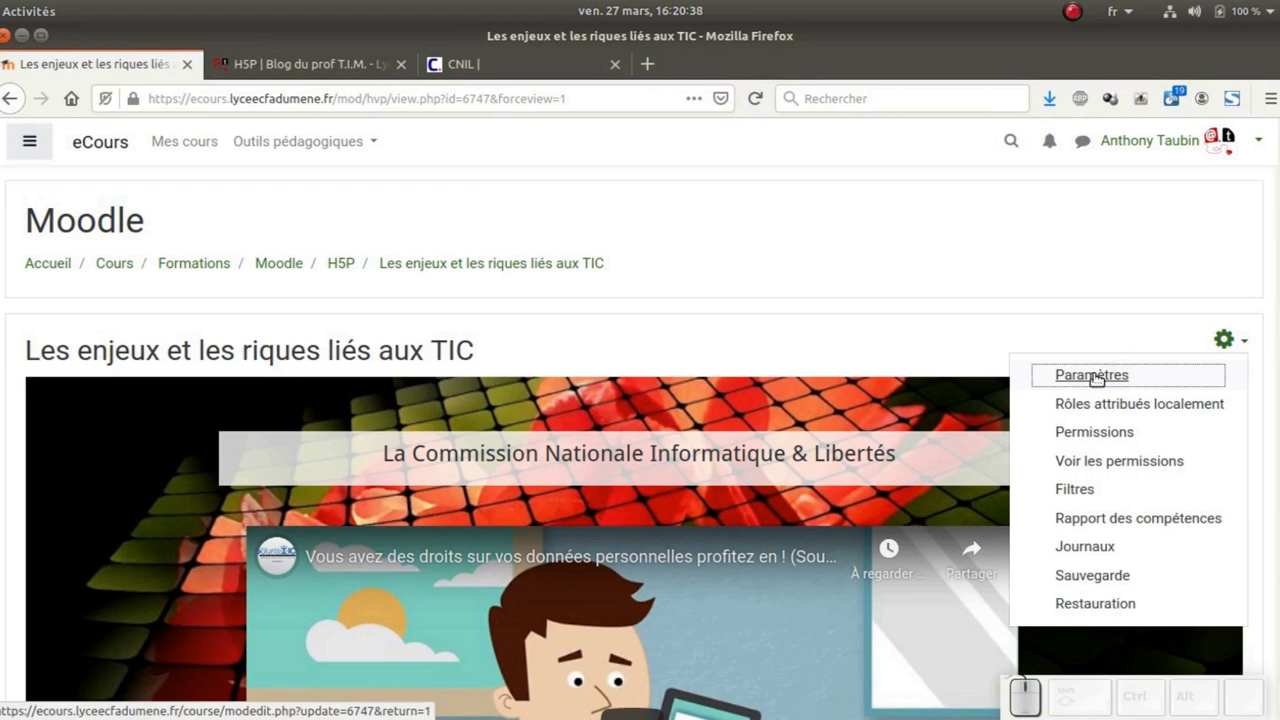 Activités
ven. 27 mars, 16:20:38
fr
100 %
Les enjeux et les riques liés aux TIC - Mozilla Firefox
Les enjeux et les riques liés
H5P | Blog du prof T.I.M. - Ly
CNIL |
https://ecours.lyceecfadumene.fr/mod/hvp/view.php?id=6747&forceview=1
Rechercher
ABP
19
eCours
Mes cours
Outils pédagogiques
Anthony Taubin
Moodle
Accueil / Cours / Formations / Moodle / H5P / Les enjeux et les riques liés aux TIC
Les enjeux et les riques liés aux TIC
Paramètres
Rôles attribués localement
Permissions
Voir les permissions
Filtres
Rapport des compétences
Journaux
Sauvegarde
Restauration
La Commission Nationale Informatique & Libertés
Vous avez des droits sur vos données personnelles profitez en ! (Sou...
À regarder ...
Partager
Ctrl
Alt
https://ecours.lyceecfadumene.fr/course/modedit.php?update=6747&return=1